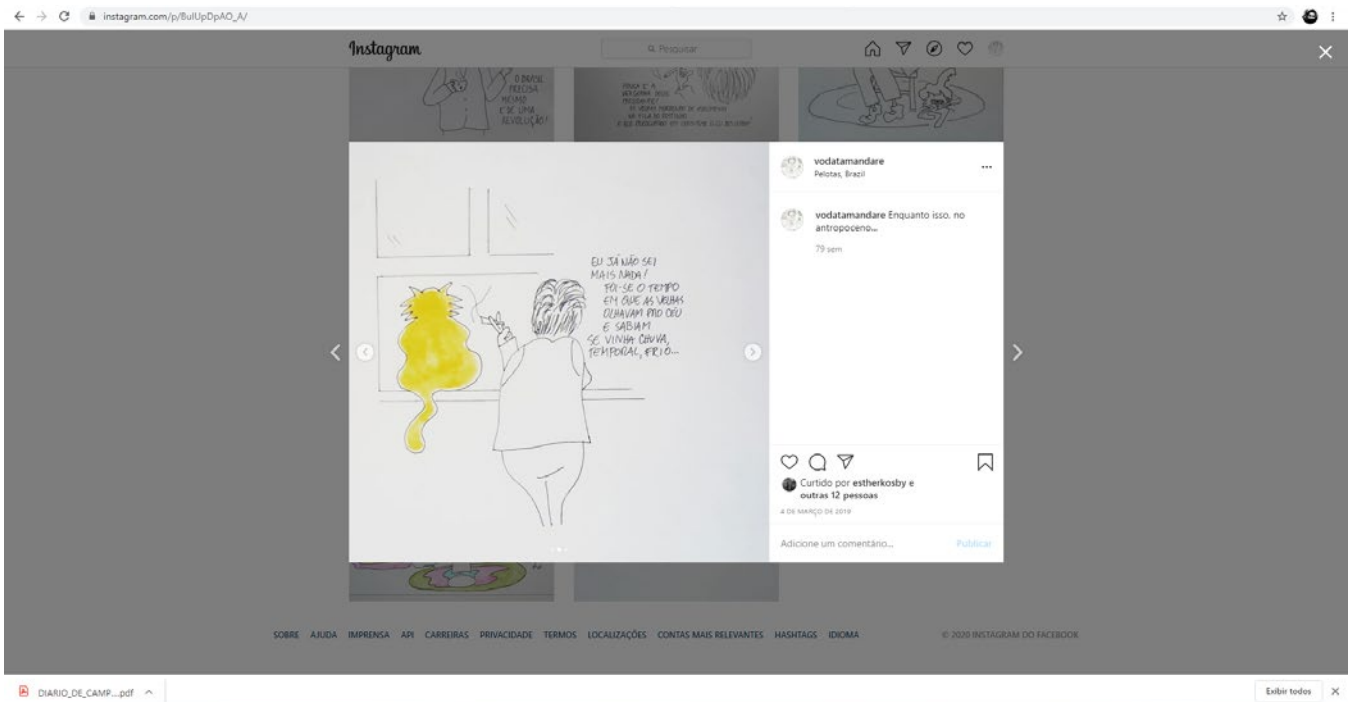 instagram.com/p/BuIUpDpAO_A/
Instagram
Pesquisar
O BRASIL
PRECISA
MESMO
É DE UMA
REVOLUÇÃO!
vodatamandare
Pelotas, Brazil
vodatamandare Enquanto isso. no
antropoceno...
79 sem
EU JÁ NÃO SEI
MAIS NADA!
FOI-SE O TEMPO
EM QUE AS VELHAS
OLHAVAM PRO CÉU
E SABIAM
SE VINHA CHUVA,
TEMPORAL, FRIO...
Curtido por estherkosby e
outras 12 pessoas
4 DE MARÇO DE 2019
Adicione um comentário...
Publicar
SOBRE AJUDA IMPRENSA API CARREIRAS PRIVACIDADE TERMOS LOCALIZAÇÕES CONTAS MAIS RELEVANTES HASHTAGS IDIOMA
© 2020 INSTAGRAM DO FACEBOOK
DIARIO_DE_CAMP....pdf
Exibir todos